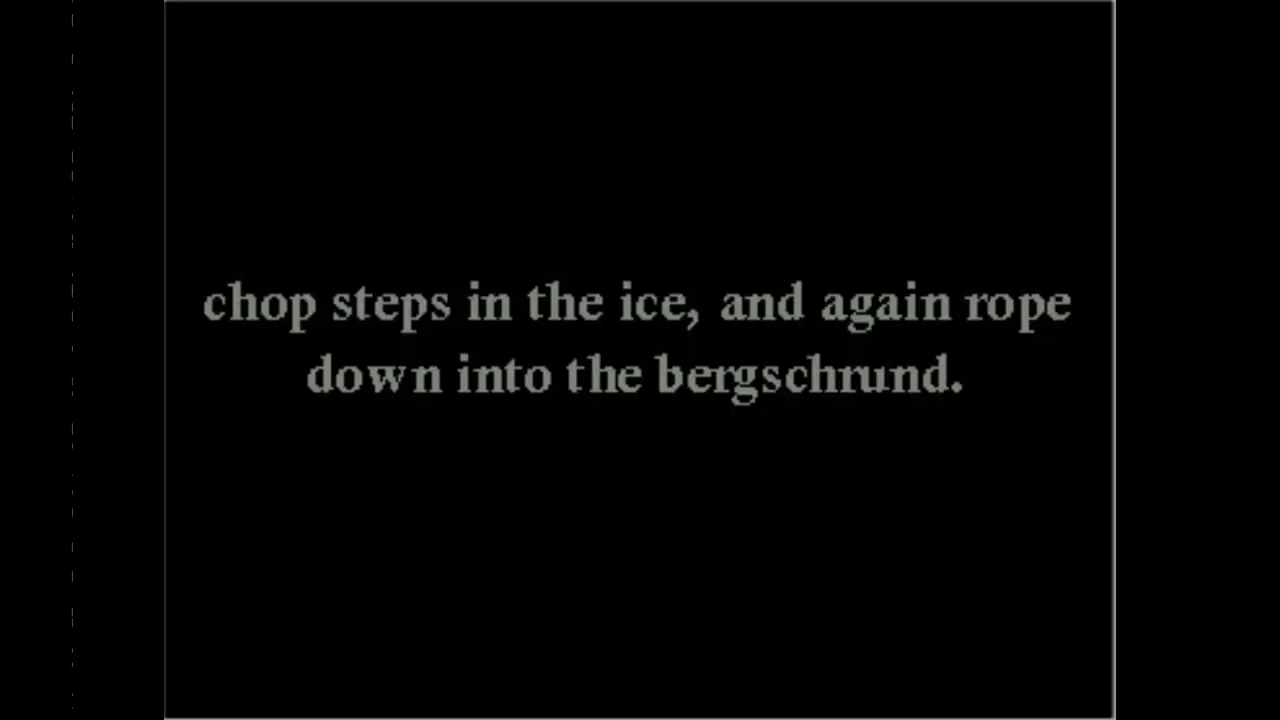 chop steps in the ice, and again rope
down into the bergschrund.